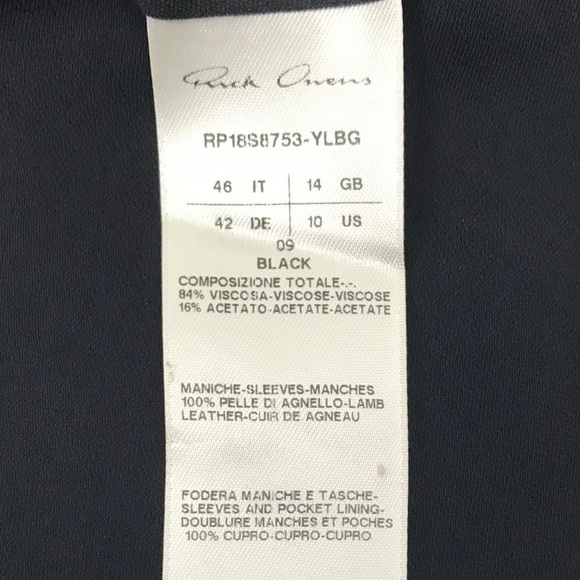 Rick Owens
RP18S8753-YLBG
46 IT 14 GB
42 DE 10 US
09
BLACK
COMPOSIZIONE TOTALE-.-.
84% VISCOSA-VISCOSE-VISCOSE
16% ACETATO-ACETATE-ACETATE
MANICHE-SLEEVES-MANCHES
100% PELLE DI AGNELLO-LAMB
LEATHER-CUIR DE AGNEAU
FODERA MANICHE E TASCHE-
SLEEVES AND POCKET LINING-
DOUBLURE MANCHES ET POCHES
100% CUPRO-CUPRO-CUPRO